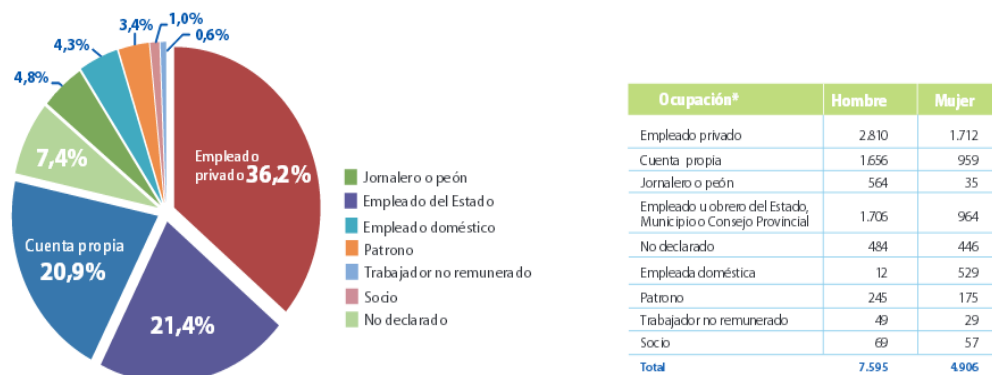 3,4%
1,0%
0,6%
4,3%
4,8%
7,4%
Empleado
privado 36,2%
Cuenta propia
20,9%
21,4%
Jornalero o peón
Empleado del Estado
Empleado doméstico
Patrono
Trabajador no remunerado
Socio
No declarado
Ocupación* Hombre Mujer
Empleado privado 2.810 1.712
Cuenta propia 1.656 959
Jornalero o peón 564 35
Empleado u obrero del Estado,
Municipio o Consejo Provincial 1.706 964
No declarado 484 446
Empleada doméstica 12 529
Patrono 245 175
Trabajador no remunerado 49 29
Socio 69 57
Total 7.595 4.906